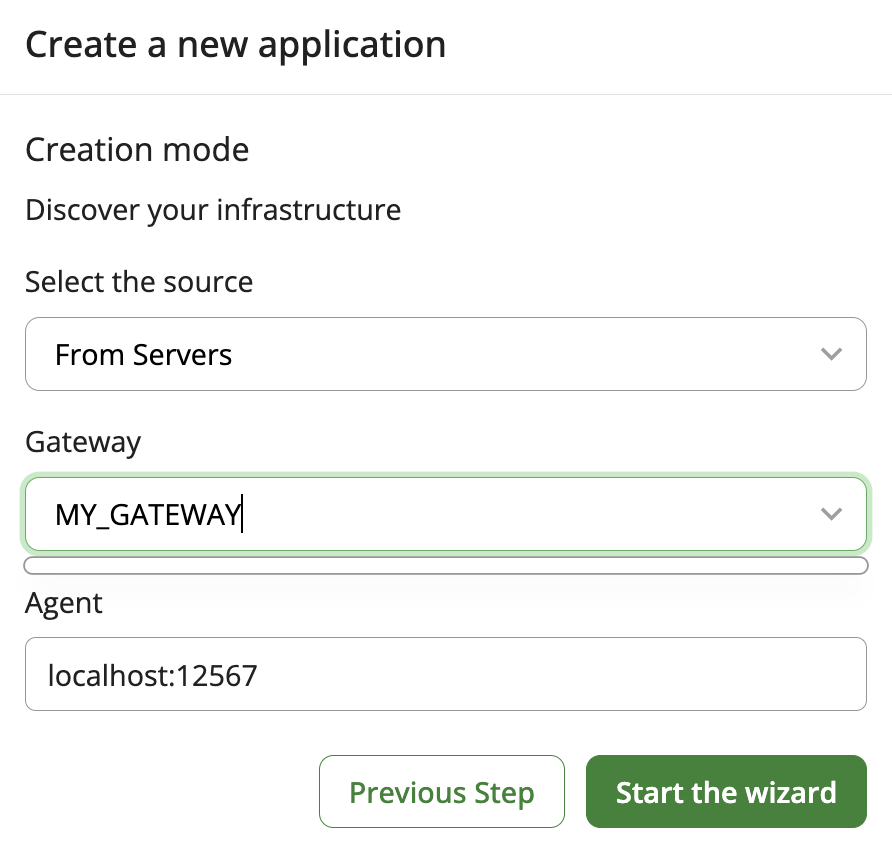 Create a new application
Creation mode
Discover your infrastructure
Select the source
From Servers
Gateway
MY_GATEWAY
Agent
localhost:12567
Previous Step
Start the wizard